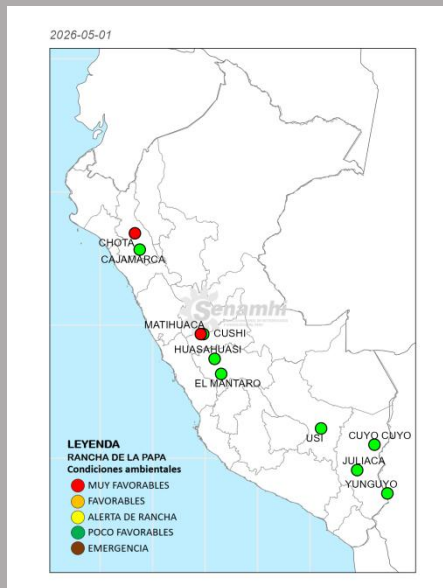 2026-05-01
CHOTA
CAJAMARCA
Senamhi
MATIHUACA
CUSHI
HUASAHUASI
EL MANTARO
USI
CUYO CUYO
JULIACA
YUNGUYO
LEYENDA
RANCHA DE LA PAPA
Condiciones ambientales
MUY FAVORABLES
FAVORABLES
ALERTA DE RANCHA
POCO FAVORABLES
EMERGENCIA